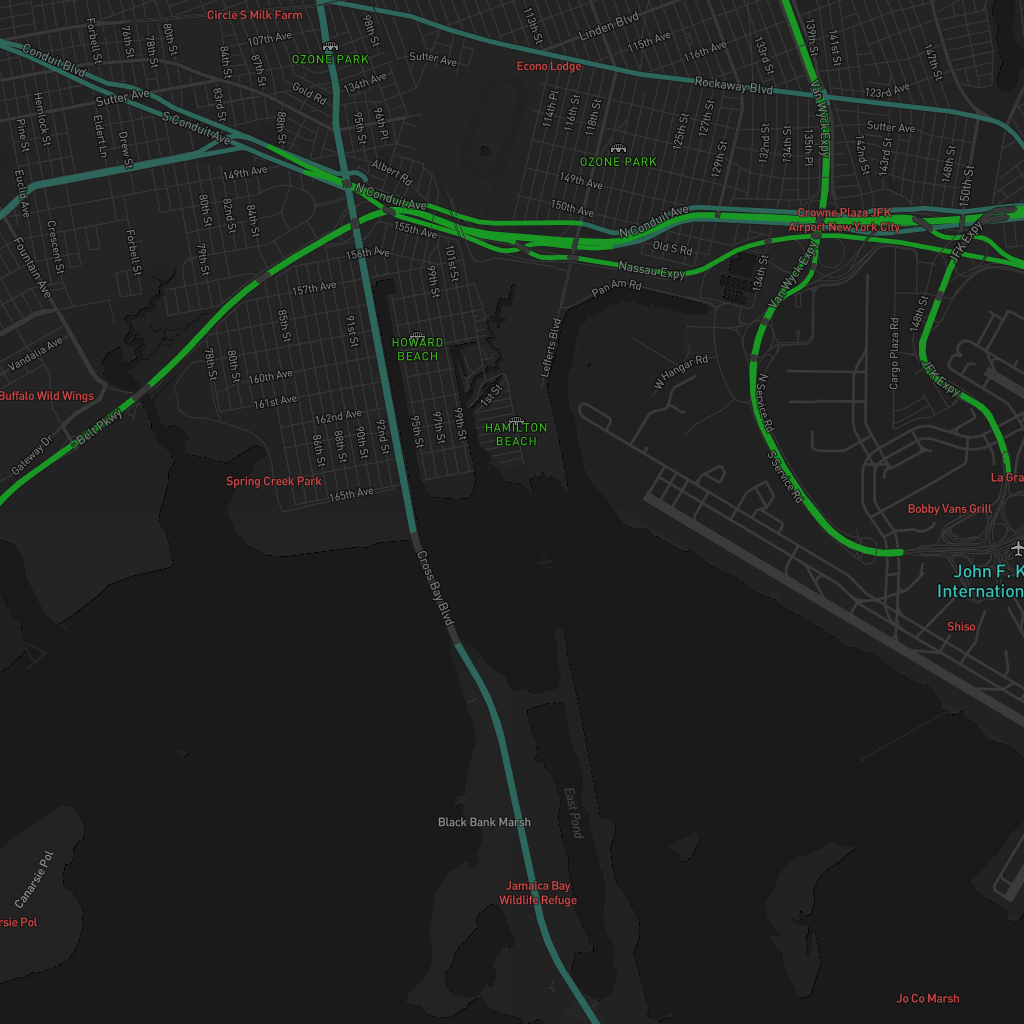 Circle S Milk Farm
98th Ave
113th St
Linden Blvd
139th St
141st St
Forbell St
76th St
78th St
80th St
107th Ave
84th St
87th St
OZONE PARK
Sutter Ave
115th Ave
116th Ave
133rd St
147th St
Conduit Blvd
Econo Lodge
Rockaway Blvd
123rd Ave
Van Wyck Expy
Hemlock St
Pine St
Sutter Ave
S Conduit Ave
83rd St
Gold Rd
134th Ave
88th St
95th St
96th Pl
114th Pl
116th St
118th St
125th St
127th St
129th St
132nd St
134th St
135th Pl
Sutter Ave
142nd St
143rd St
148th St
150th St
Eldert Ln
Drew St
OZONE PARK
Euclid Ave
149th Ave
Albert Rd
149th Ave
N Conduit Ave
150th Ave
80th St
82nd St
84th St
155th Ave
N Conduit Ave
Crowne Plaza JFK
Airport New York City
Crescent St
Forbell St
79th St
156th Ave
101st St
Old S Rd
JFK Expy
Fountain Ave
99th St
Nassau Expy
Pan Am Rd
134th St
Van Wyck Expy
157th Ave
85th St
91st St
148th St
Vandalia Ave
HOWARD
BEACH
Lefferts Blvd
Cargo Plaza Rd
78th St
80th St
160th Ave
W Hangar Rd
JFK Expy
Buffalo Wild Wings
161st Ave
1st St
N Service Rd
Belt Pkwy
162nd Ave
86th St
88th St
90th St
92nd St
95th St
97th St
99th St
HAMILTON
BEACH
Gateway Dr
Spring Creek Park
165th Ave
S Service Rd
La Gra
Bobby Vans Grill
John F. K
Internation
Cross Bay Blvd
Shiso
East Pond
Black Bank Marsh
Canarsie Pol
Jamaica Bay
Wildlife Refuge
rsie Pol
Jo Co Marsh